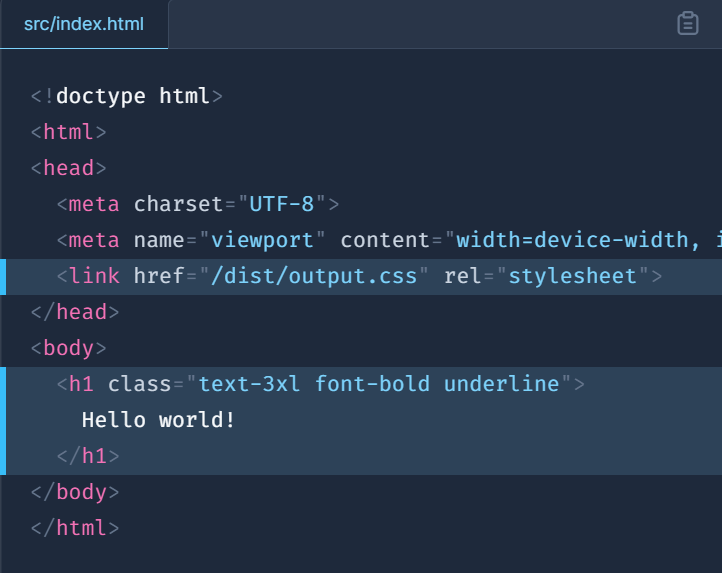 src/index.html
<!doctype html>
<html>
<head>
  <meta charset="UTF-8">
  <meta name="viewport" content="width=device-width,
  <link href="/dist/output.css" rel="stylesheet">
</head>
<body>
  <h1 class="text-3xl font-bold underline">
    Hello world!
  </h1>
</body>
</html>